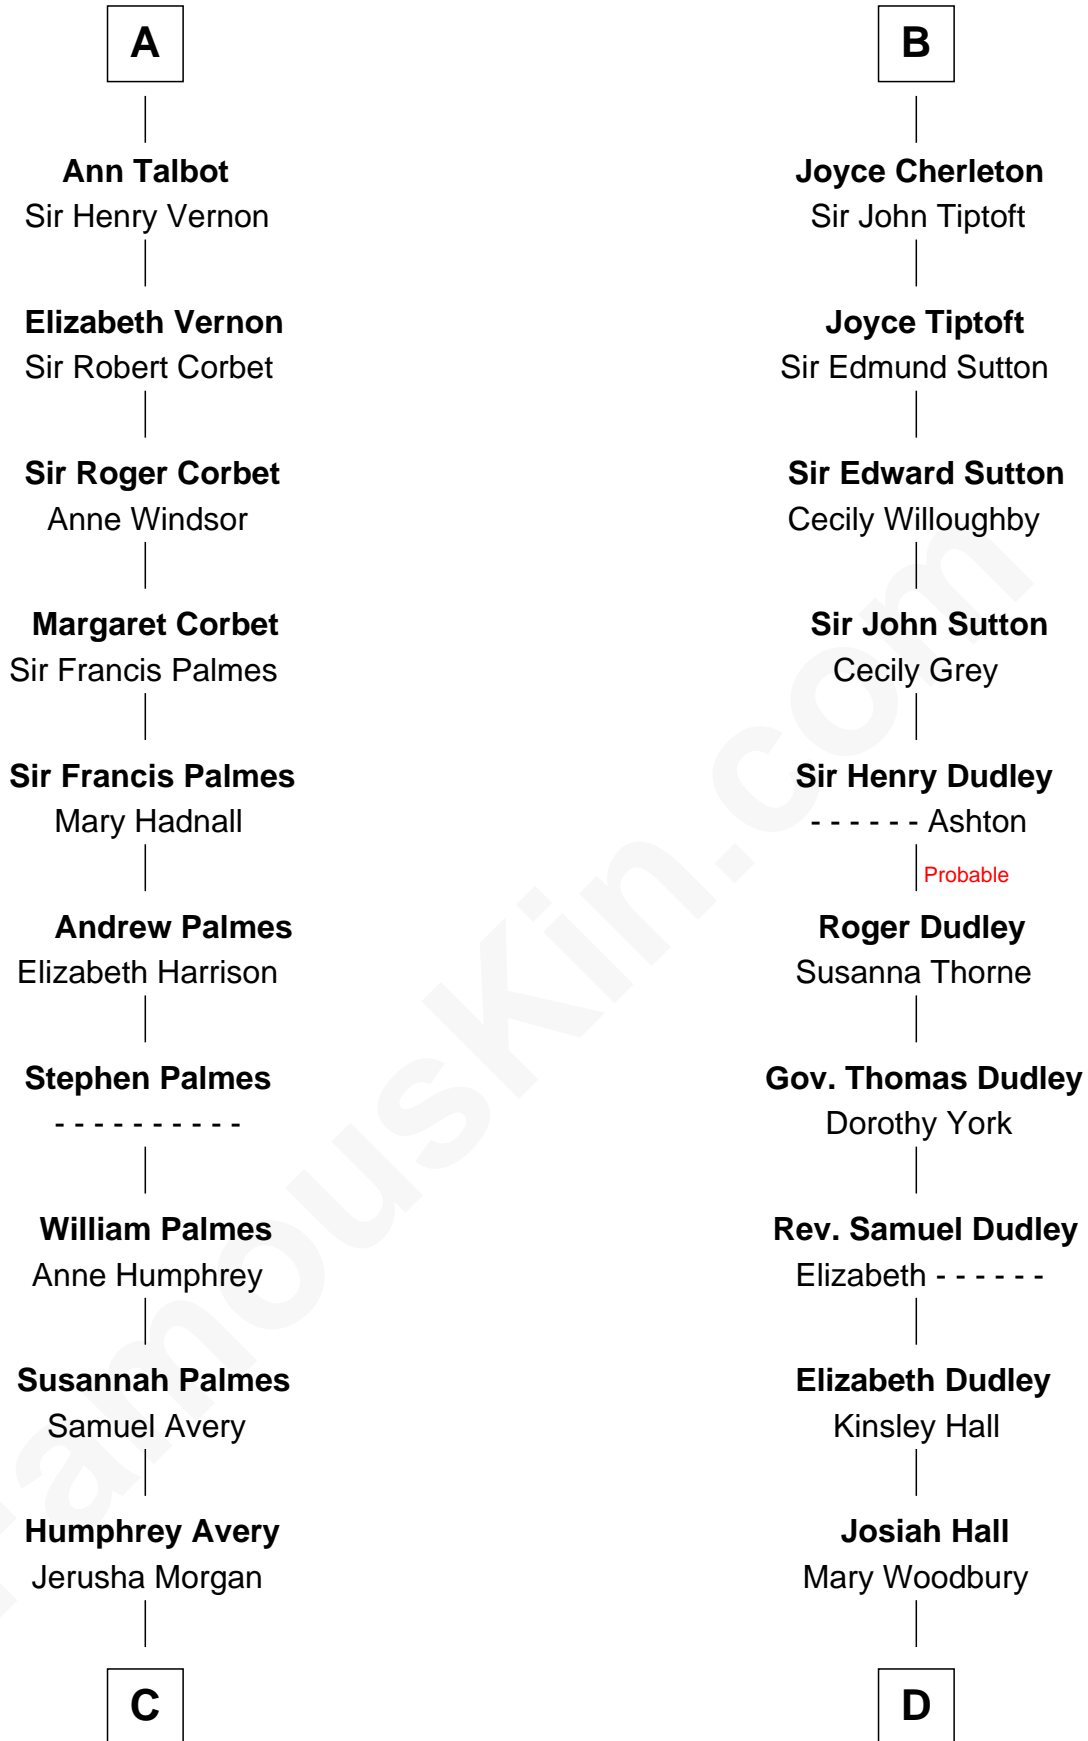 A
Ann Talbot
Sir Henry Vernon
Elizabeth Vernon
Sir Robert Corbet
Sir Roger Corbet
Anne Windsor
Margaret Corbet
Sir Francis Palmes
Sir Francis Palmes
Mary Hadnall
Andrew Palmes
Elizabeth Harrison
Stephen Palmes
- - - - - - - - - -
William Palmes
Anne Humphrey
Susannah Palmes
Samuel Avery
Humphrey Avery
Jerusha Morgan
C
B
Joyce Cherleton
Sir John Tiptoft
Joyce Tiptoft
Sir Edmund Sutton
Sir Edward Sutton
Cecily Willoughby
Sir John Sutton
Cecily Grey
Sir Henry Dudley
- - - - - - Ashton
Probable
Roger Dudley
Susanna Thorne
Gov. Thomas Dudley
Dorothy York
Rev. Samuel Dudley
Elizabeth - - - - - -
Elizabeth Dudley
Kinsley Hall
Josiah Hall
Mary Woodbury
D
FamousKin.com